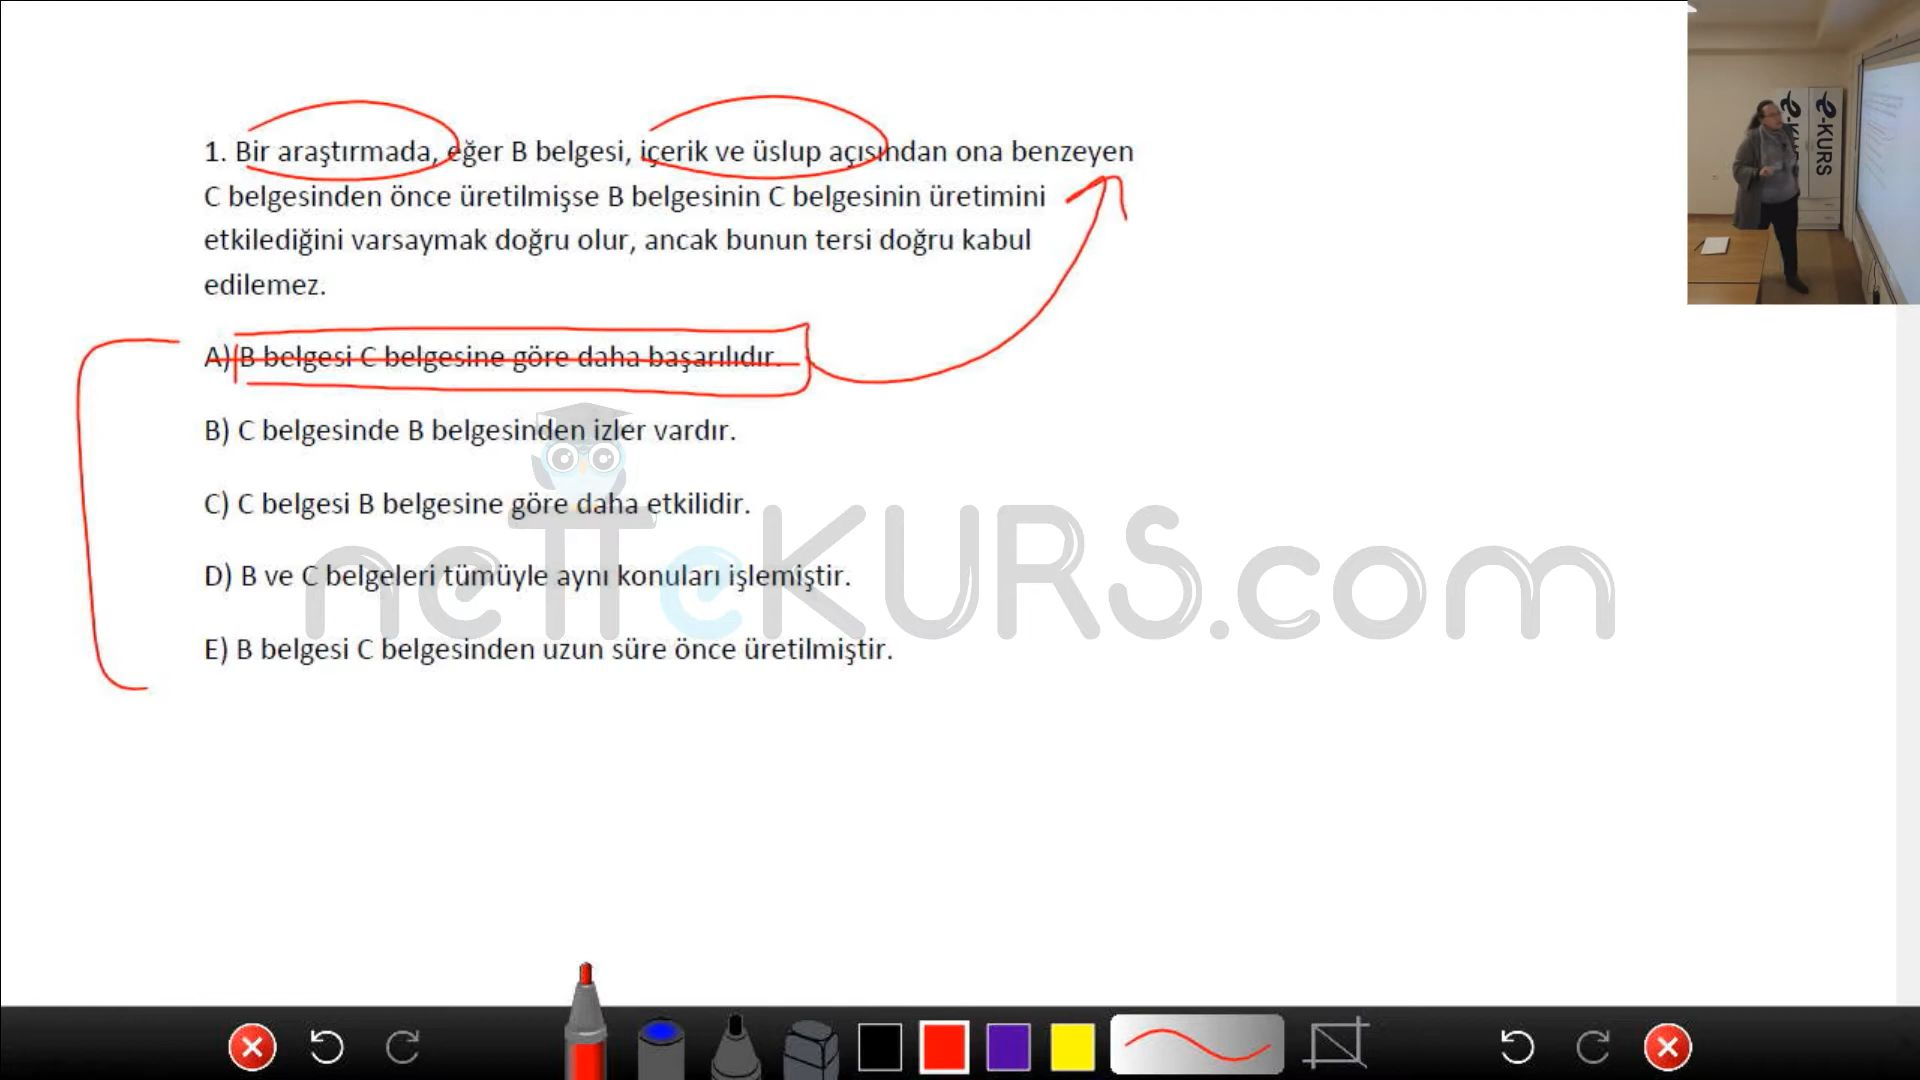 1. Bir araştırmada, eğer B belgesi, içerik ve üslup açısından ona benzeyen
C belgesinden önce üretilmişse B belgesinin C belgesinin üretimini
etkilediğini varsaymak doğru olur, ancak bunun tersi doğru kabul
edilemez.
A) B belgesi C belgesine göre daha başarılıdır.
B) C belgesinde B belgesinden izler vardır.
C) C belgesi B belgesine göre daha etkilidir.
D) B ve C belgeleri tümüyle aynı konuları işlemiştir.
E) B belgesi C belgesinden uzun süre önce üretilmiştir.
neTTeKURS.com
e-KURS